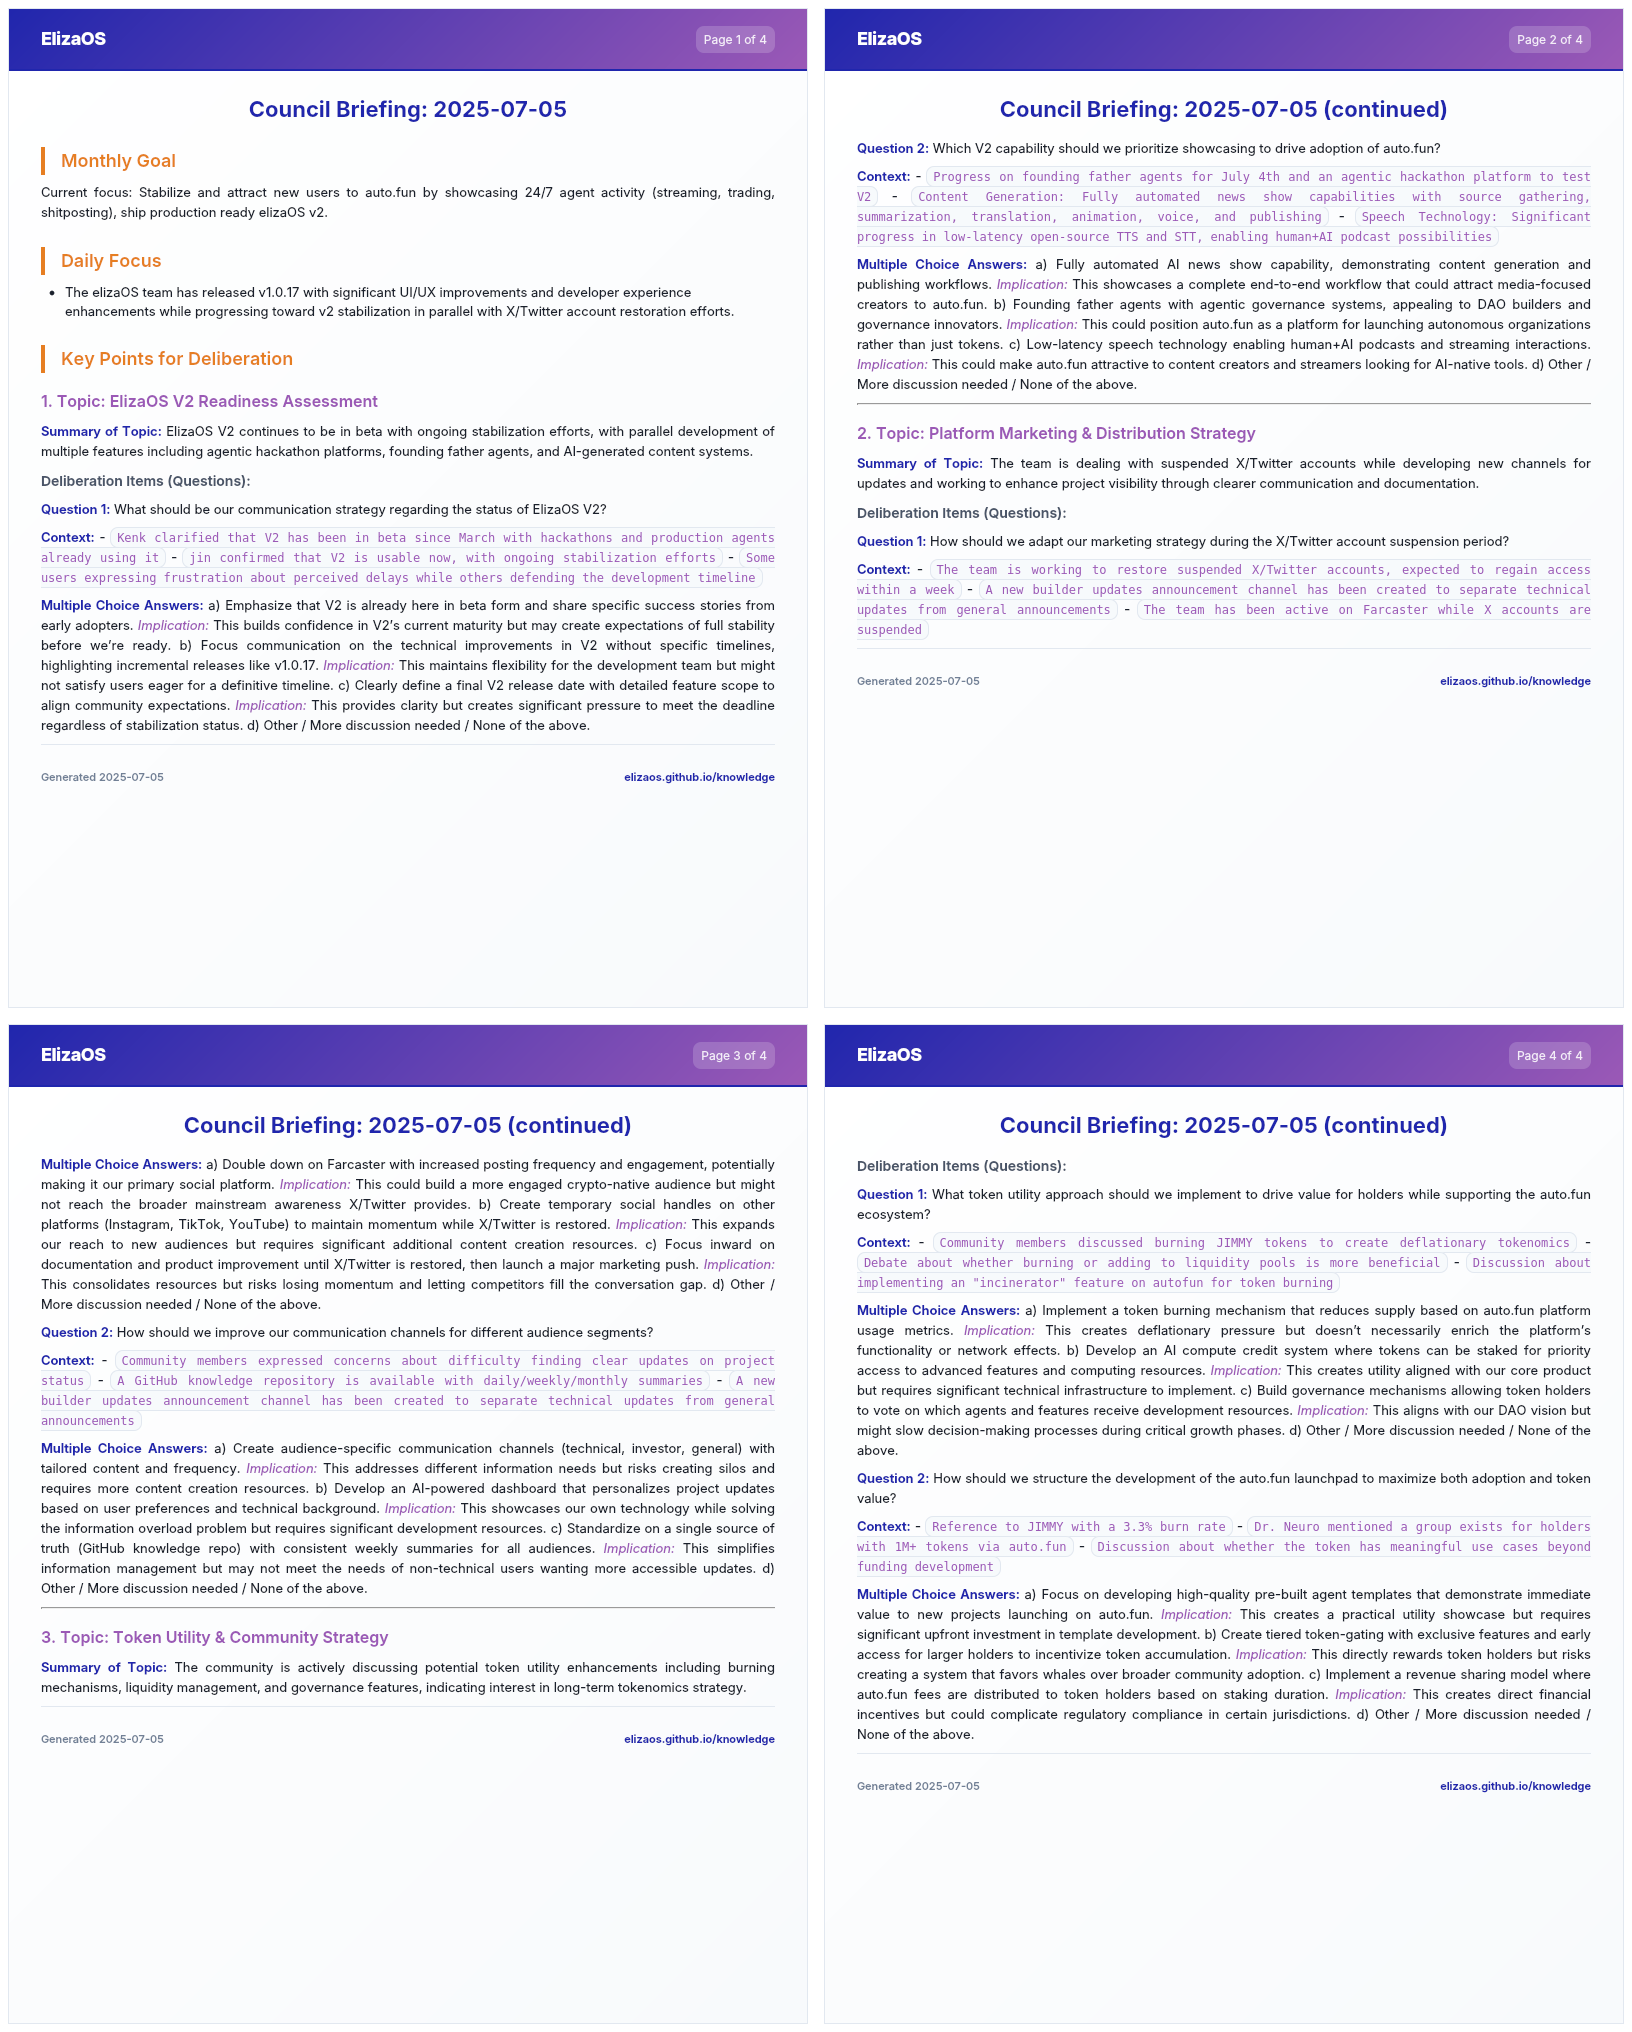 ElizaOS
Page 1 of 4
Council Briefing: 2025-07-05
Monthly Goal
Current focus: Stabilize and attract new users to auto.fun by showcasing 24/7 agent activity (streaming, trading,
shitposting), ship production ready elizaOS v2.
Daily Focus
• The elizaOS team has released v1.0.17 with significant UI/UX improvements and developer experience
enhancements while progressing toward v2 stabilization in parallel with X/Twitter account restoration efforts.
Key Points for Deliberation
1. Topic: ElizaOS V2 Readiness Assessment
Summary of Topic: ElizaOS V2 continues to be in beta with ongoing stabilization efforts, with parallel development of
multiple features including agentic hackathon platforms, founding father agents, and AI-generated content systems.
Deliberation Items (Questions):
Question 1: What should be our communication strategy regarding the status of ElizaOS V2?
Context: - Kenk clarified that V2 has been in beta since March with hackathons and production agents
already using it - jin confirmed that V2 is usable now, with ongoing stabilization efforts - Some
users expressing frustration about perceived delays while others defending the development timeline
Multiple Choice Answers: a) Emphasize that V2 is already here in beta form and share specific success stories from
early adopters. Implication: This builds confidence in V2’s current maturity but may create expectations of full stability
before we’re ready. b) Focus communication on the technical improvements in V2 without specific timelines,
highlighting incremental releases like v1.0.17. Implication: This maintains flexibility for the development team but might
not satisfy users eager for a definitive timeline. c) Clearly define a final V2 release date with detailed feature scope to
align community expectations. Implication: This provides clarity but creates significant pressure to meet the deadline
regardless of stabilization status. d) Other / More discussion needed / None of the above.
Generated 2025-07-05
elizaos.github.io/knowledge
ElizaOS
Page 2 of 4
Council Briefing: 2025-07-05 (continued)
Question 2: Which V2 capability should we prioritize showcasing to drive adoption of auto.fun?
Context: - Progress on founding father agents for July 4th and an agentic hackathon platform to test
V2 - Content Generation: Fully automated news show capabilities with source gathering,
summarization, translation, animation, voice, and publishing - Speech Technology: Significant
progress in low-latency open-source TTS and STT, enabling human+AI podcast possibilities
Multiple Choice Answers: a) Fully automated AI news show capability, demonstrating content generation and
publishing workflows. Implication: This showcases a complete end-to-end workflow that could attract media-focused
creators to auto.fun. b) Founding father agents with agentic governance systems, appealing to DAO builders and
governance innovators. Implication: This could position auto.fun as a platform for launching autonomous organizations
rather than just tokens. c) Low-latency speech technology enabling human+AI podcasts and streaming interactions.
Implication: This could make auto.fun attractive to content creators and streamers looking for AI-native tools. d) Other /
More discussion needed / None of the above.
2. Topic: Platform Marketing & Distribution Strategy
Summary of Topic: The team is dealing with suspended X/Twitter accounts while developing new channels for
updates and working to enhance project visibility through clearer communication and documentation.
Deliberation Items (Questions):
Question 1: How should we adapt our marketing strategy during the X/Twitter account suspension period?
Context: - The team is working to restore suspended X/Twitter accounts, expected to regain access
within a week - A new builder updates announcement channel has been created to separate technical
updates from general announcements - The team has been active on Farcaster while X accounts are
suspended
Generated 2025-07-05
elizaos.github.io/knowledge
ElizaOS
Page 3 of 4
Council Briefing: 2025-07-05 (continued)
Multiple Choice Answers: a) Double down on Farcaster with increased posting frequency and engagement, potentially
making it our primary social platform. Implication: This could build a more engaged crypto-native audience but might
not reach the broader mainstream awareness X/Twitter provides. b) Create temporary social handles on other
platforms (Instagram, TikTok, YouTube) to maintain momentum while X/Twitter is restored. Implication: This expands
our reach to new audiences but requires significant additional content creation resources. c) Focus inward on
documentation and product improvement until X/Twitter is restored, then launch a major marketing push. Implication:
This consolidates resources but risks losing momentum and letting competitors fill the conversation gap. d) Other /
More discussion needed / None of the above.
Question 2: How should we improve our communication channels for different audience segments?
Context: - Community members expressed concerns about difficulty finding clear updates on project
status - A GitHub knowledge repository is available with daily/weekly/monthly summaries - A new
builder updates announcement channel has been created to separate technical updates from general
announcements
Multiple Choice Answers: a) Create audience-specific communication channels (technical, investor, general) with
tailored content and frequency. Implication: This addresses different information needs but risks creating silos and
requires more content creation resources. b) Develop an AI-powered dashboard that personalizes project updates
based on user preferences and technical background. Implication: This showcases our own technology while solving
the information overload problem but requires significant development resources. c) Standardize on a single source of
truth (GitHub knowledge repo) with consistent weekly summaries for all audiences. Implication: This simplifies
information management but may not meet the needs of non-technical users wanting more accessible updates. d)
Other / More discussion needed / None of the above.
3. Topic: Token Utility & Community Strategy
Summary of Topic: The community is actively discussing potential token utility enhancements including burning
mechanisms, liquidity management, and governance features, indicating interest in long-term tokenomics strategy.
Generated 2025-07-05
elizaos.github.io/knowledge
ElizaOS
Page 4 of 4
Council Briefing: 2025-07-05 (continued)
Deliberation Items (Questions):
Question 1: What token utility approach should we implement to drive value for holders while supporting the auto.fun
ecosystem?
Context: - Community members discussed burning JIMMY tokens to create deflationary tokenomics -
Debate about whether burning or adding to liquidity pools is more beneficial - Discussion about
implementing an "incinerator" feature on autofun for token burning
Multiple Choice Answers: a) Implement a token burning mechanism that reduces supply based on auto.fun platform
usage metrics. Implication: This creates deflationary pressure but doesn’t necessarily enrich the platform’s
functionality or network effects. b) Develop an AI compute credit system where tokens can be staked for priority
access to advanced features and computing resources. Implication: This creates utility aligned with our core product
but requires significant technical infrastructure to implement. c) Build governance mechanisms allowing token holders
to vote on which agents and features receive development resources. Implication: This aligns with our DAO vision but
might slow decision-making processes during critical growth phases. d) Other / More discussion needed / None of the
above.
Question 2: How should we structure the development of the auto.fun launchpad to maximize both adoption and token
value?
Context: - Reference to JIMMY with a 3.3% burn rate - Dr. Neuro mentioned a group exists for holders
with 1M+ tokens via auto.fun - Discussion about whether the token has meaningful use cases beyond
funding development
Multiple Choice Answers: a) Focus on developing high-quality pre-built agent templates that demonstrate immediate
value to new projects launching on auto.fun. Implication: This creates a practical utility showcase but requires
significant upfront investment in template development. b) Create tiered token-gating with exclusive features and early
access for larger holders to incentivize token accumulation. Implication: This directly rewards token holders but risks
creating a system that favors whales over broader community adoption. c) Implement a revenue sharing model where
auto.fun fees are distributed to token holders based on staking duration. Implication: This creates direct financial
incentives but could complicate regulatory compliance in certain jurisdictions. d) Other / More discussion needed /
None of the above.
Generated 2025-07-05
elizaos.github.io/knowledge